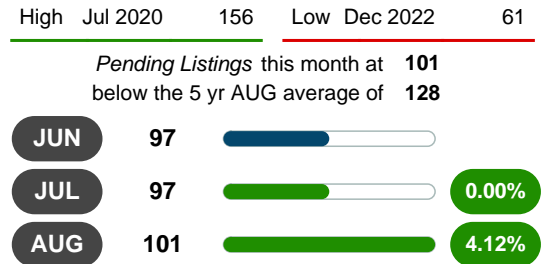 High Jul 2020 156 Low Dec 2022 61
Pending Listings this month at 101
below the 5 yr AUG average of 128
JUN 97
JUL 97 0.00%
AUG 101 4.12%